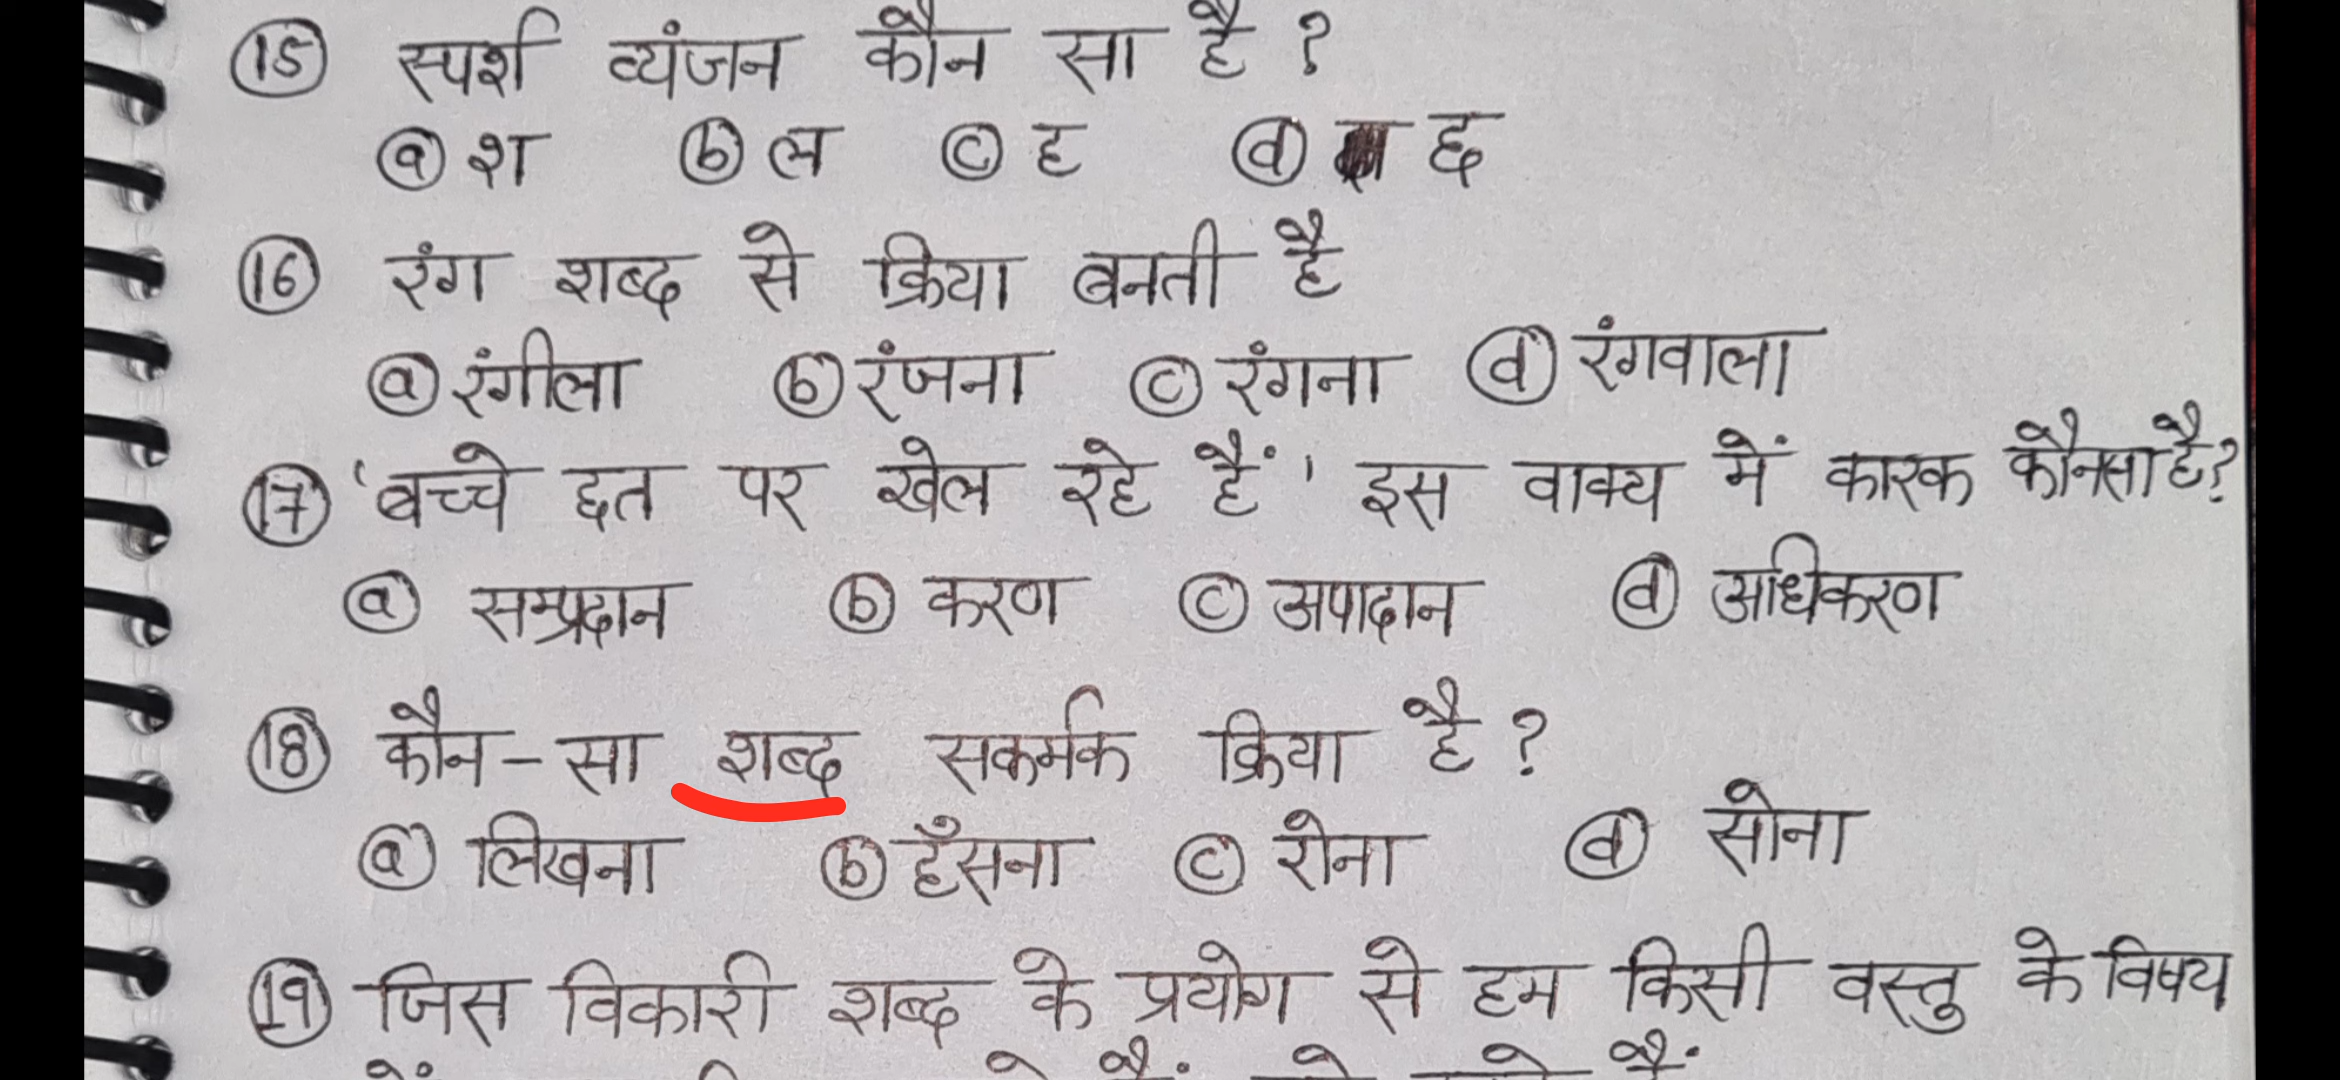 15 स्पर्श व्यंजन कौन सा है ?
a श b ल c ह d छ
16 रंग शब्द से क्रिया बनती है
a रंगीला b रंजना c रंगना d रंगवाला
17 'बच्चे छत पर खेल रहे हैं' इस वाक्य में कारक कौनसा है?
a सम्प्रदान b करण c अपादान d अधिकरण
18 कौन-सा शब्द सकर्मक क्रिया है ?
a लिखना b हँसना c रोना d सोना
19 जिस विकारी शब्द के प्रयोग से हम किसी वस्तु के विषय